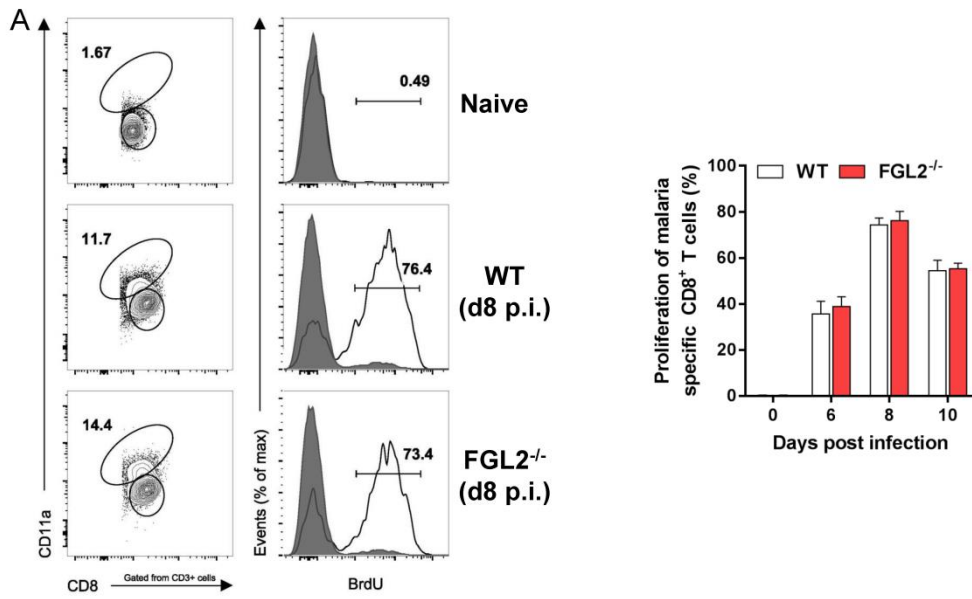 A
1.67
0.49
Naive
11.7
76.4
WT
(d8 p.i.)
14.4
73.4
FGL2-/-
(d8 p.i.)
CD11a
Events (% of max)
CD8
Gated from CD3+ cells
BrdU
WT
FGL2-/-
Proliferation of malaria
specific CD8+ T cells (%)
100
80
60
40
20
0
0 6 8 10
Days post infection